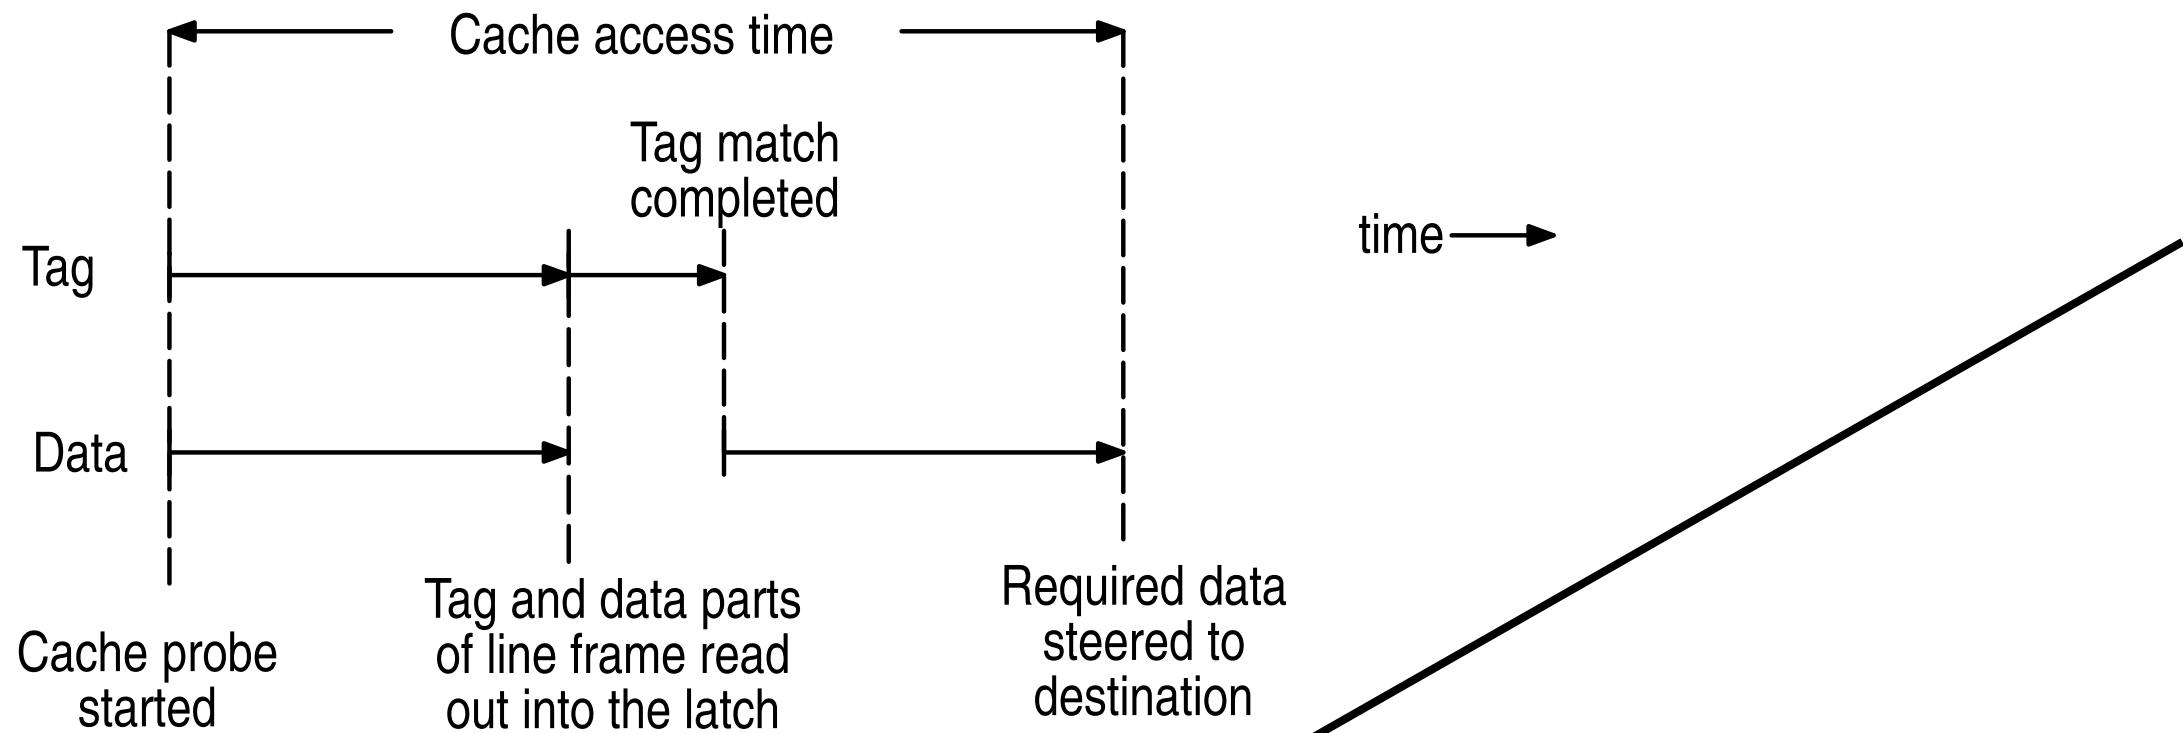 Cache access time
Tag match
completed
time
Tag
Data
Cache probe
started
Tag and data parts
of line frame read
out into the latch
Required data
steered to
destination